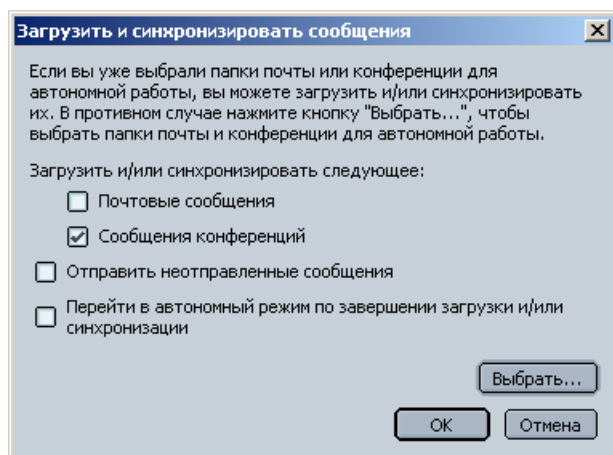 Загрузить и синхронизировать сообщения
Если вы уже выбрали папки почты или конференции для
автономной работы, вы можете загрузить и/или синхронизировать
их. В противном случае нажмите кнопку "Выбрать...", чтобы
выбрать папки почты и конференции для автономной работы.
Загрузить и/или синхронизировать следующее:
Почтовые сообщения
Сообщения конференций
Отправить неотправленные сообщения
Перейти в автономный режим по завершении загрузки и/или
синхронизации
Выбрать...
OK
Отмена